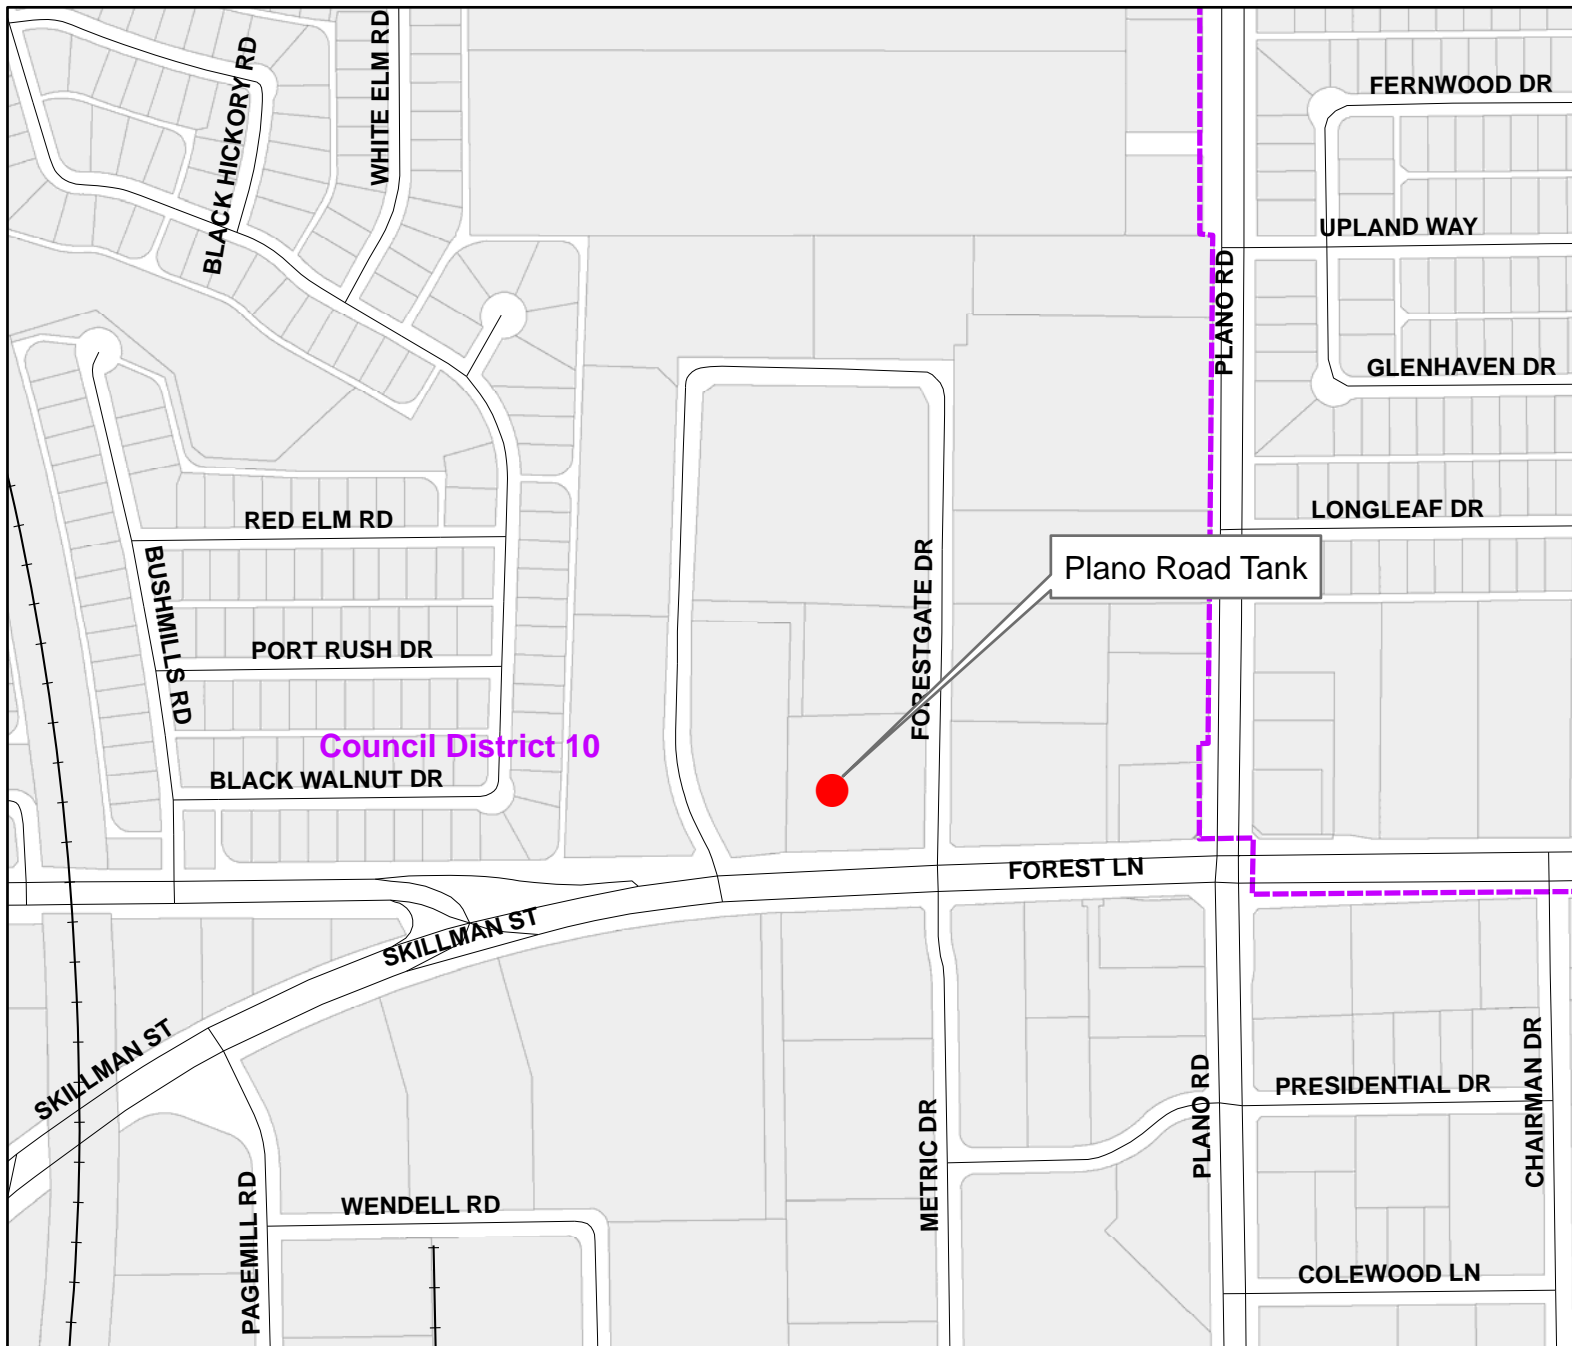 WHITE ELM RD
BLACK HICKORY RD
FERNWOOD DR
UPLAND WAY
PLANO RD
GLENHAVEN DR
LONGLEAF DR
RED ELM RD
BUSHMILLS RD
FORESTGATE DR
Plano Road Tank
PORT RUSH DR
Council District 10
BLACK WALNUT DR
FOREST LN
SKILLMAN ST
SKILLMAN ST
PRESIDENTIAL DR
CHAIRMAN DR
PLANO RD
METRIC DR
WENDELL RD
PAGEMILL RD
COLEWOOD LN